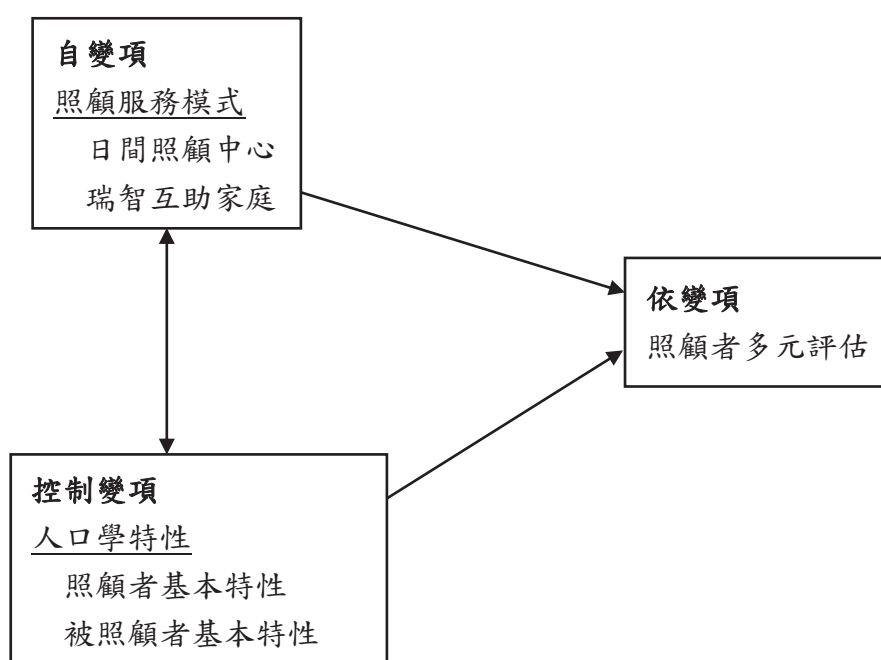 自變項
照顧服務模式
日間照顧中心
瑞智互助家庭
依變項
照顧者多元評估
控制變項
人口學特性
照顧者基本特性
被照顧者基本特性